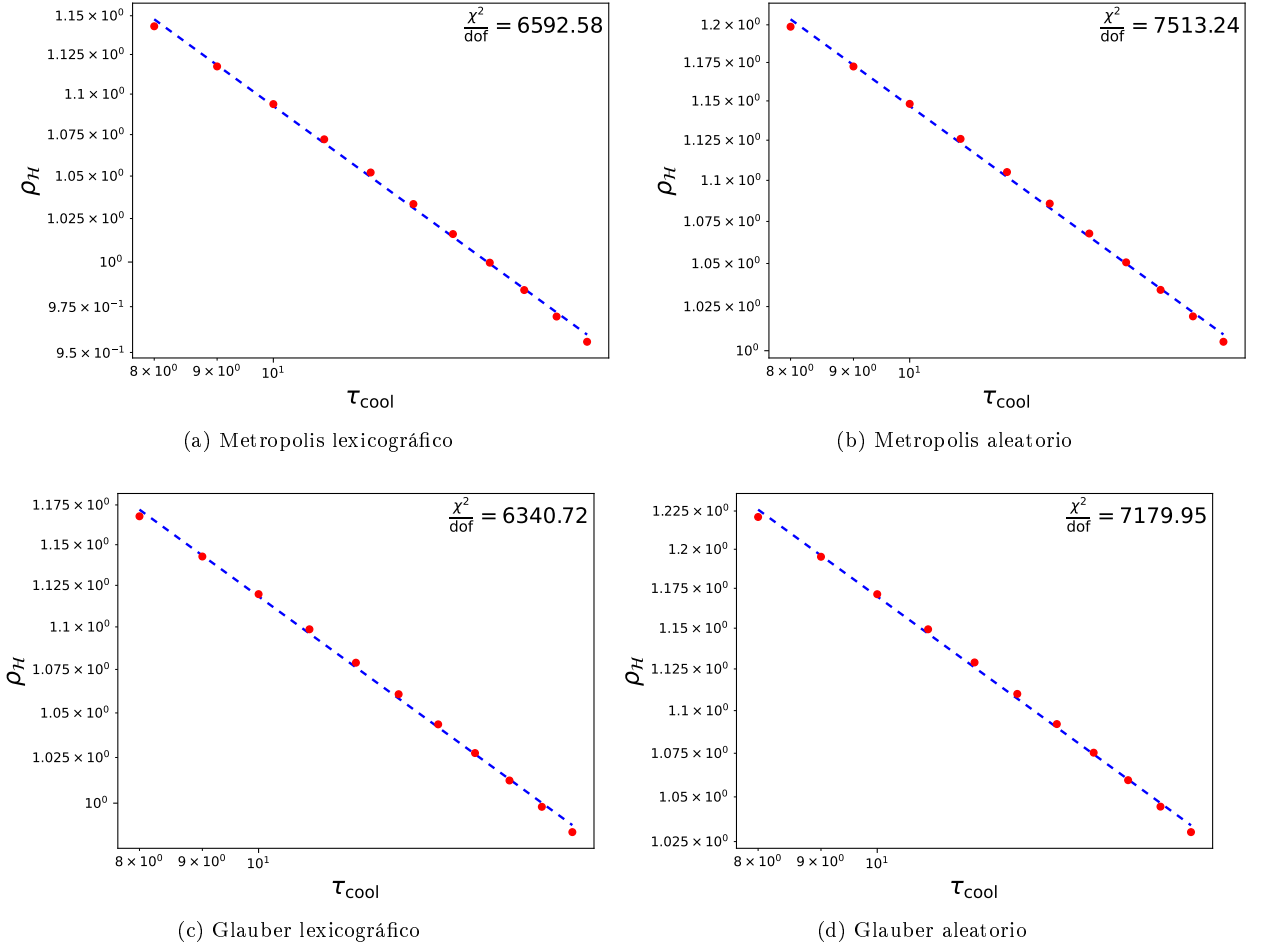 1.15 × 10⁰
1.125 × 10⁰
1.1 × 10⁰
1.075 × 10⁰
1.05 × 10⁰
1.025 × 10⁰
10⁰
9.75 × 10⁻¹
9.5 × 10⁻¹
ρ_ℋ
χ²/dof = 6592.58
8 × 10⁰ 9 × 10⁰ 10¹
τ_cool
(a) Metropolis lexicográfico
1.2 × 10⁰
1.175 × 10⁰
1.15 × 10⁰
1.125 × 10⁰
1.1 × 10⁰
1.075 × 10⁰
1.05 × 10⁰
1.025 × 10⁰
10⁰
ρ_ℋ
χ²/dof = 7513.24
8 × 10⁰ 9 × 10⁰ 10¹
τ_cool
(b) Metropolis aleatorio
1.175 × 10⁰
1.15 × 10⁰
1.125 × 10⁰
1.1 × 10⁰
1.075 × 10⁰
1.05 × 10⁰
1.025 × 10⁰
10⁰
ρ_ℋ
χ²/dof = 6340.72
8 × 10⁰ 9 × 10⁰ 10¹
τ_cool
(c) Glauber lexicográfico
1.225 × 10⁰
1.2 × 10⁰
1.175 × 10⁰
1.15 × 10⁰
1.125 × 10⁰
1.1 × 10⁰
1.075 × 10⁰
1.05 × 10⁰
1.025 × 10⁰
ρ_ℋ
χ²/dof = 7179.95
8 × 10⁰ 9 × 10⁰ 10¹
τ_cool
(d) Glauber aleatorio